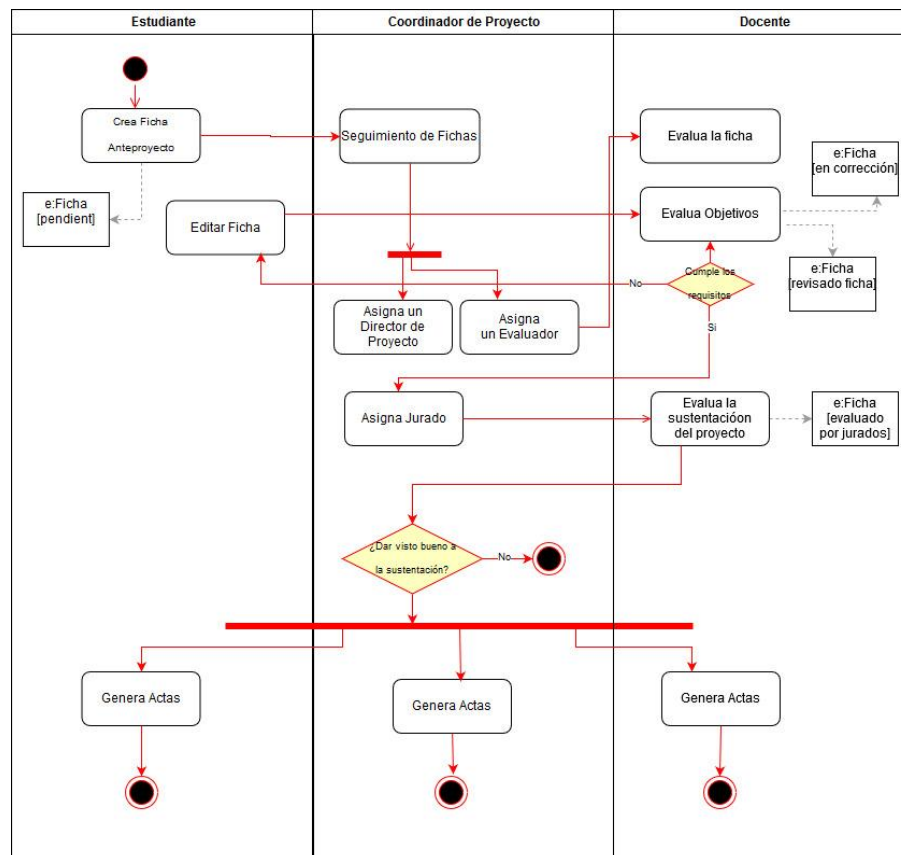 Estudiante
Coordinador de Proyecto
Docente
Crea Ficha
Anteproyecto
Seguimiento de Fichas
Evalua la ficha
e:Ficha
[en corrección]
e:Ficha
[pendient]
Editar Ficha
Evalua Objetivos
e:Ficha
[revisado ficha]
Cumple los
requisitos
No
Si
Asigna un
Director de
Proyecto
Asigna
un Evaluador
Asigna Jurado
Evalua la
sustentacióon
del proyecto
e:Ficha
[evaluado
por jurados]
¿Dar visto bueno a
la sustentación?
No
Genera Actas
Genera Actas
Genera Actas